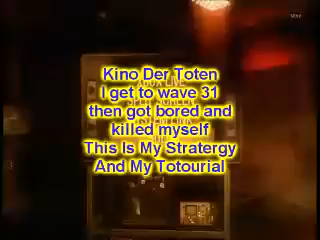 Kino Der Toten
I get to wave 31
then got bored and
killed myself
This Is My Stratergy
And My Totourial